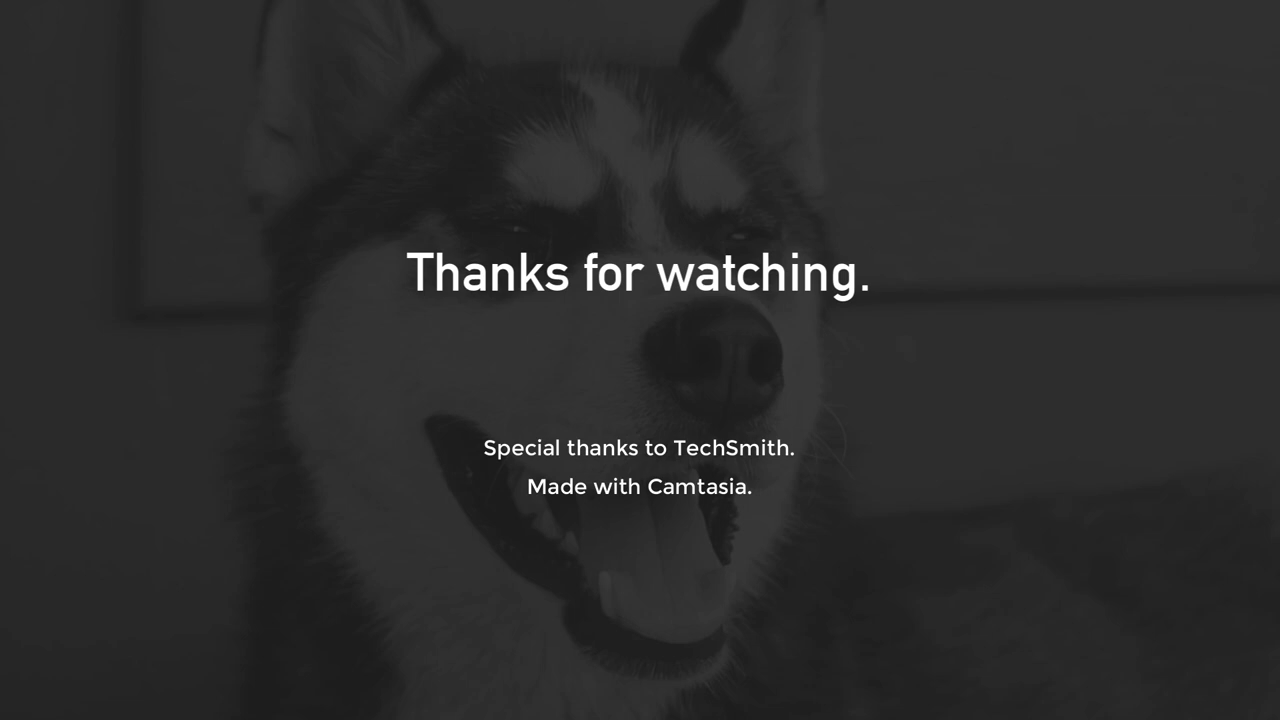 Thanks for watching.
Special thanks to TechSmith.
Made with Camtasia.